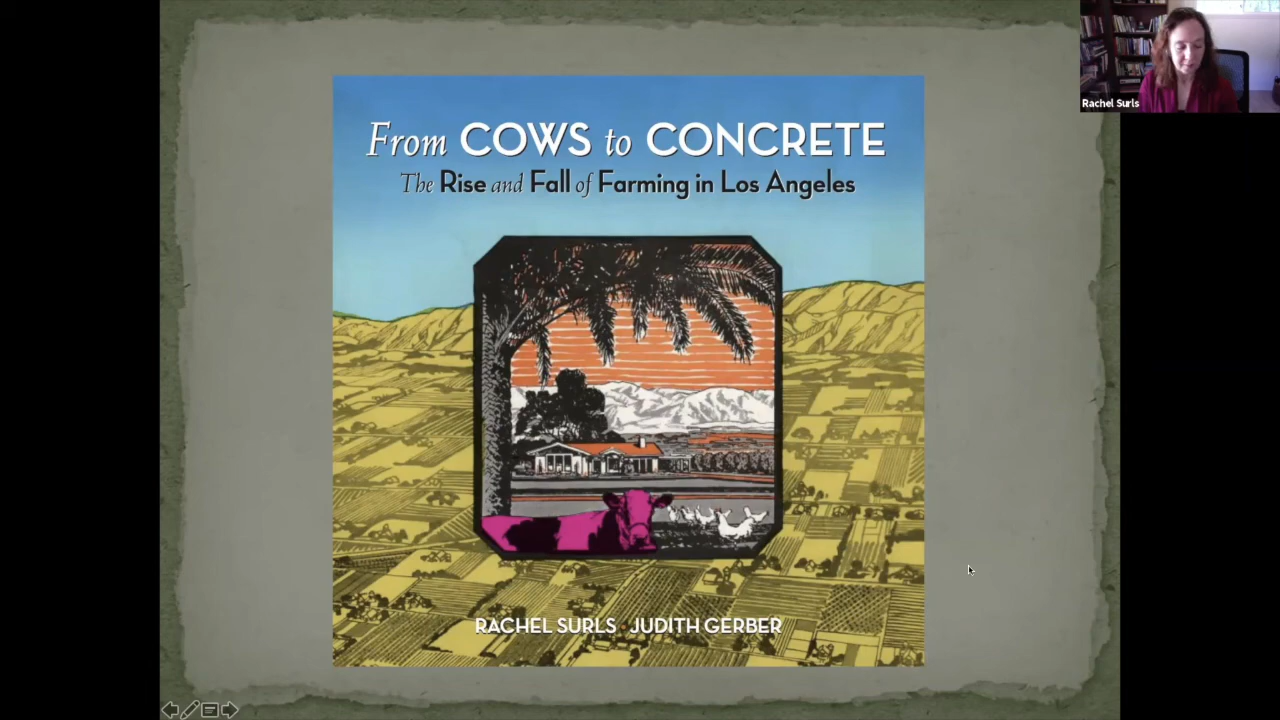 From COWS to CONCRETE
The Rise and Fall of Farming in Los Angeles
RACHEL SURLS • JUDITH GERBER
Rachel Surls